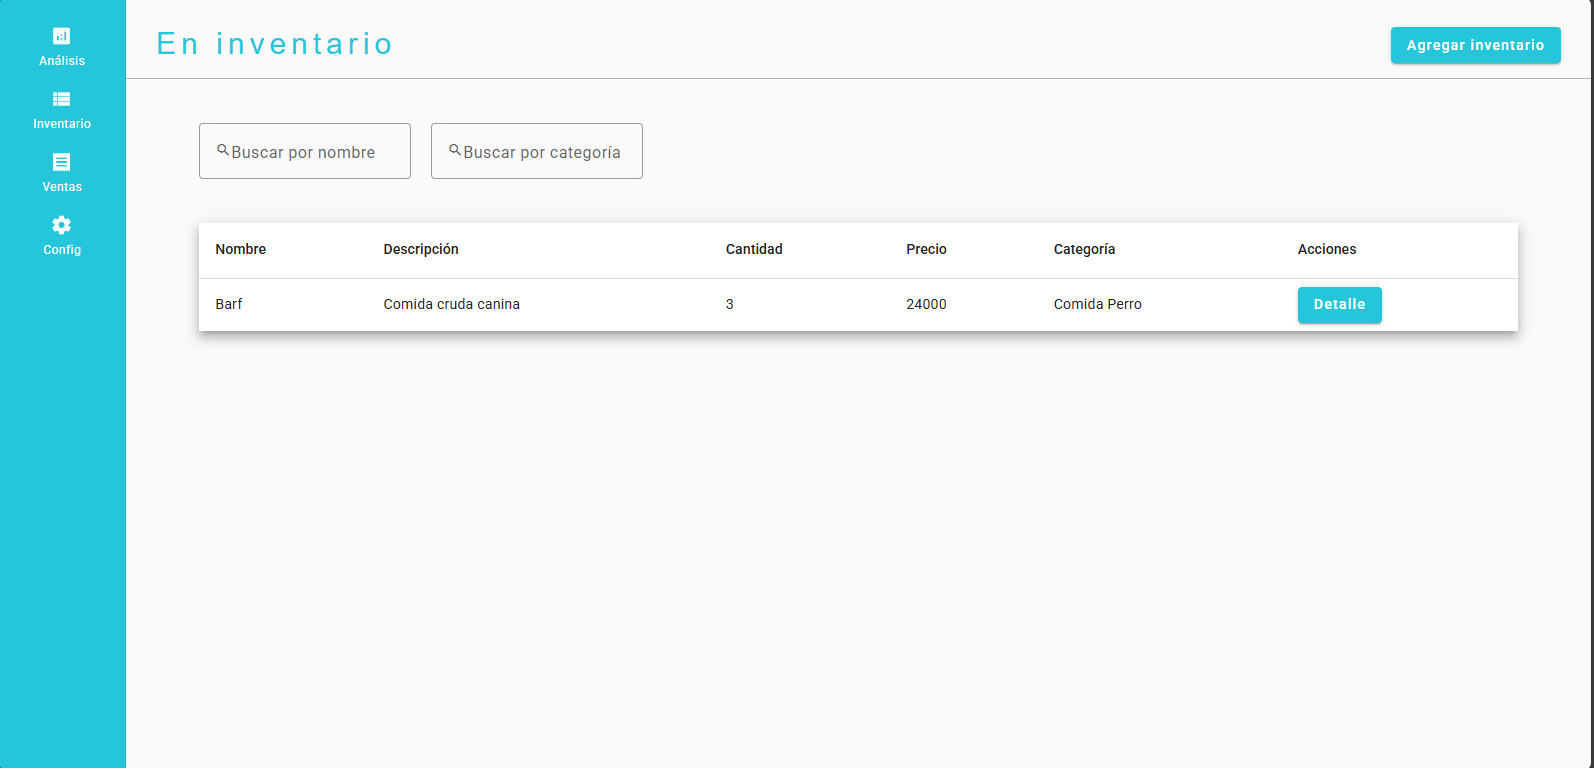 Análisis
Inventario
Ventas
Config
En inventario
Agregar inventario
Buscar por nombre
Buscar por categoría
Nombre Descripción Cantidad Precio Categoría Acciones
Barf Comida cruda canina 3 24000 Comida Perro Detalle